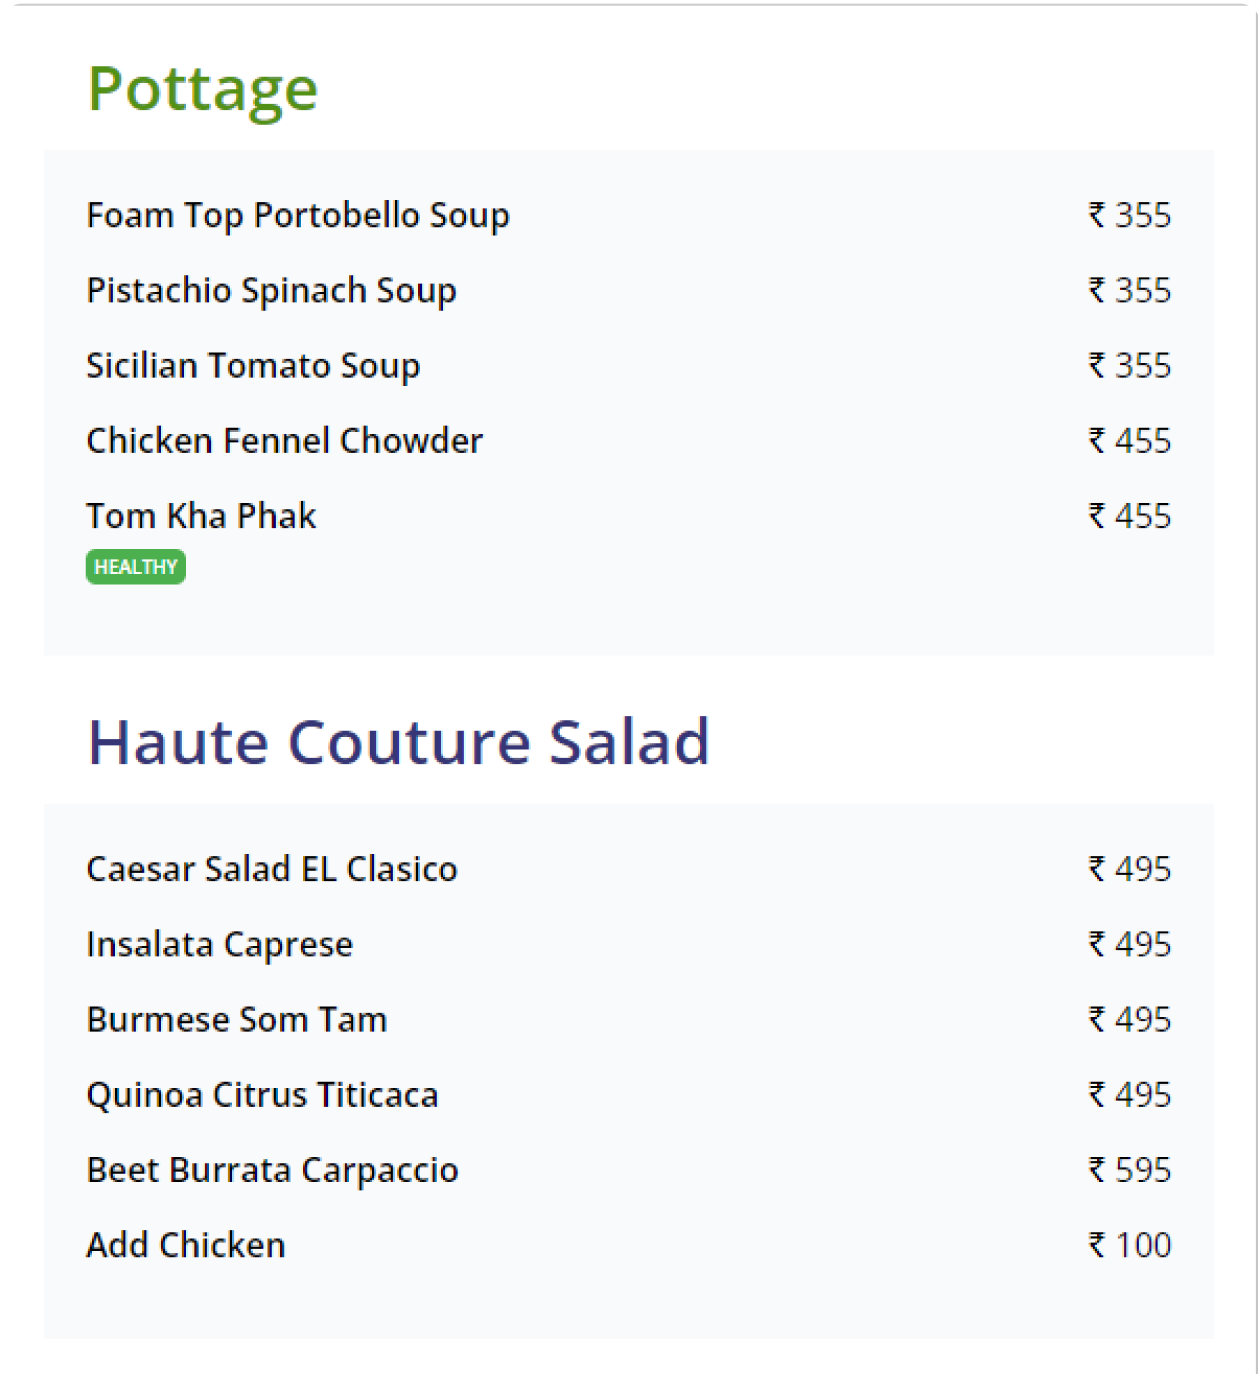 Pottage
Foam Top Portobello Soup ₹ 355
Pistachio Spinach Soup ₹ 355
Sicilian Tomato Soup ₹ 355
Chicken Fennel Chowder ₹ 455
Tom Kha Phak ₹ 455
HEALTHY
Haute Couture Salad
Caesar Salad EL Clasico ₹ 495
Insalata Caprese ₹ 495
Burmese Som Tam ₹ 495
Quinoa Citrus Titicaca ₹ 495
Beet Burrata Carpaccio ₹ 595
Add Chicken ₹ 100